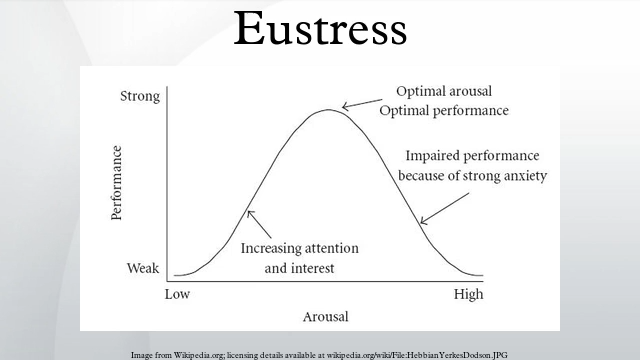 Eustress
Strong
Optimal arousal
Optimal performance
Impaired performance
because of strong anxiety
Performance
Increasing attention
and interest
Weak
Low
High
Arousal
Image from Wikipedia.org; licensing details available at wikipedia.org/wiki/File:HebbianYerkesDodson.JPG